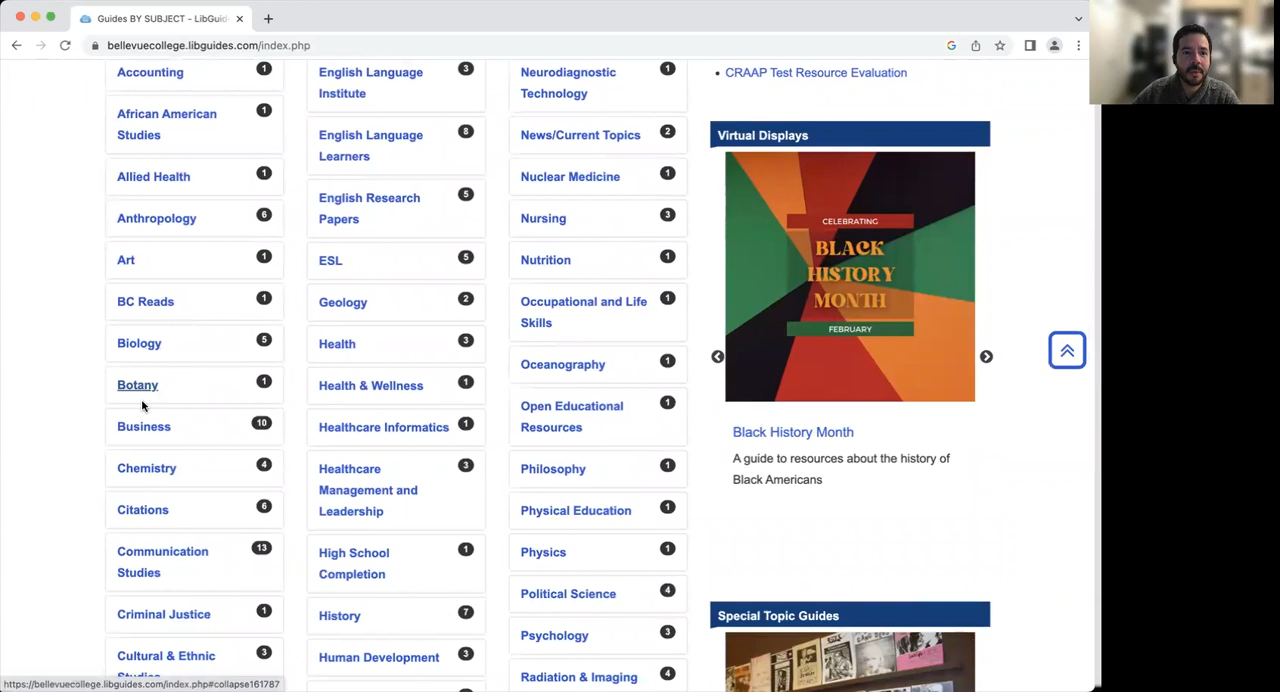 Guides BY SUBJECT - LibGuid
bellevuecollege.libguides.com/index.php
Accounting 1
African American 1
Studies
Allied Health 1
Anthropology 6
Art 1
BC Reads 1
Biology 5
Botany 1
Business 10
Chemistry 4
Citations 6
Communication 13
Studies
Criminal Justice 1
Cultural & Ethnic 3
Studies
English Language 3
Institute
English Language 8
Learners
English Research 5
Papers
ESL 5
Geology 2
Health 3
Health & Wellness 1
Healthcare Informatics 1
Healthcare 3
Management and
Leadership
High School 1
Completion
History 7
Human Development 3
Neurodiagnostic 1
Technology
News/Current Topics 2
Nuclear Medicine 1
Nursing 3
Nutrition 1
Occupational and Life 1
Skills
Oceanography 1
Open Educational 1
Resources
Philosophy 1
Physical Education 1
Physics 1
Political Science 4
Psychology 3
Radiation & Imaging 4
CRAAP Test Resource Evaluation
Virtual Displays
CELEBRATING
BLACK
HISTORY
MONTH
FEBRUARY
Black History Month
A guide to resources about the history of
Black Americans
Special Topic Guides
https://bellevuecollege.libguides.com/index.php#collapse161787